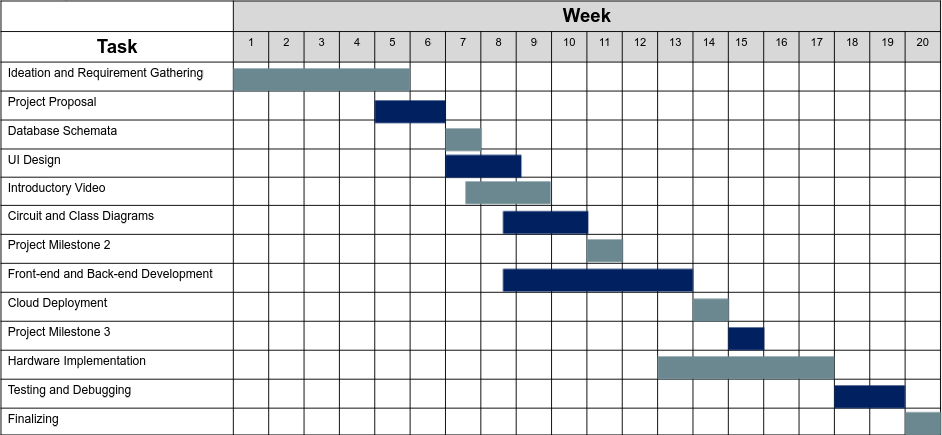 Week
Task 1 2 3 4 5 6 7 8 9 10 11 12 13 14 15 16 17 18 19 20
Ideation and Requirement Gathering
Project Proposal
Database Schemata
UI Design
Introductory Video
Circuit and Class Diagrams
Project Milestone 2
Front-end and Back-end Development
Cloud Deployment
Project Milestone 3
Hardware Implementation
Testing and Debugging
Finalizing